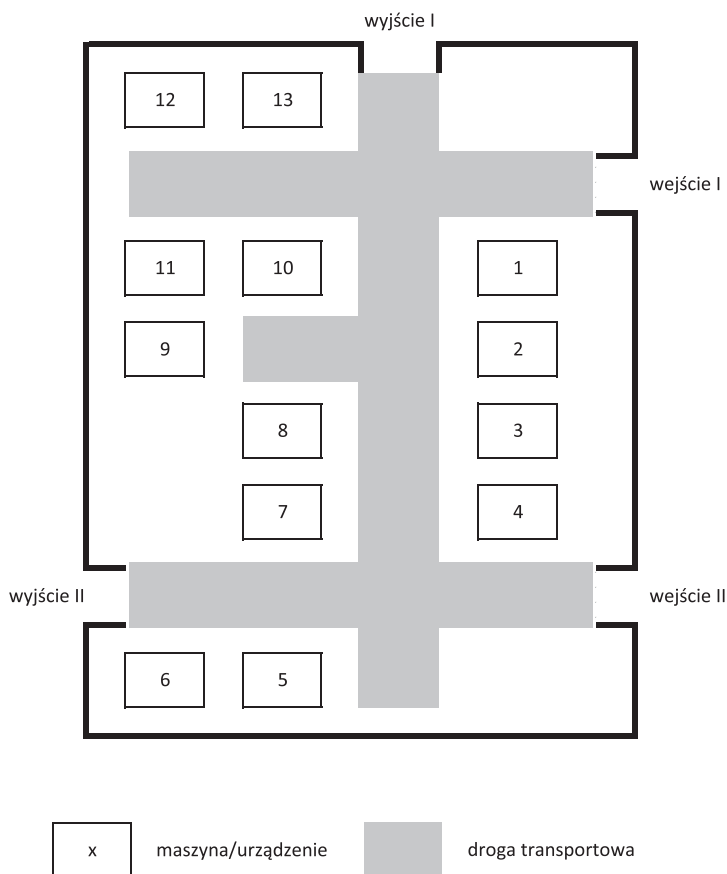 wyjście I
12 13
wejście I
11 10 1
9 2
8 3
7 4
wyjście II wejście II
6 5
x maszyna/urządzenie droga transportowa